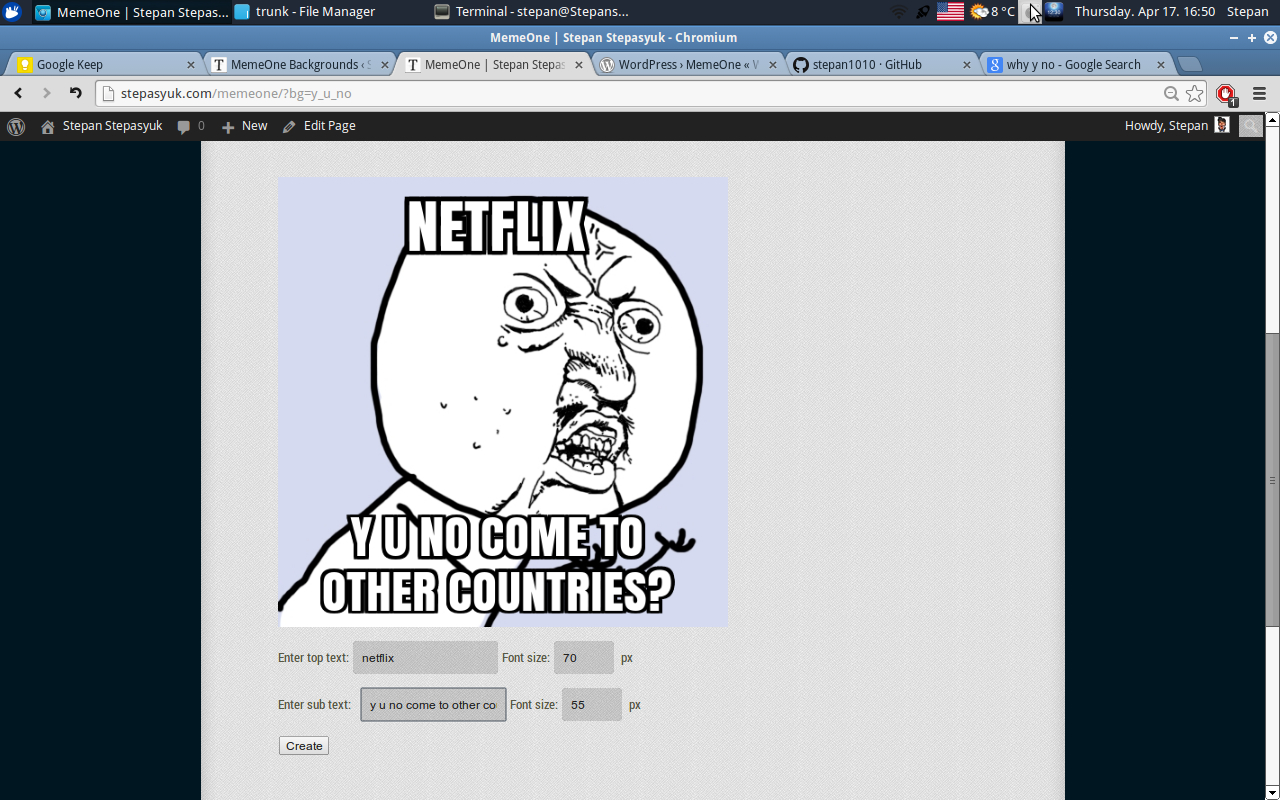 MemeOne | Stepan Stepas...
trunk - File Manager
Terminal - stepan@Stepans...
8 °C
Thursday. Apr 17. 16:50
Stepan
MemeOne | Stepan Stepasyuk - Chromium
Google Keep
MemeOne Backgrounds ‹ S
MemeOne | Stepan Stepas
WordPress › MemeOne « W
stepan1010 · GitHub
why y no - Google Search
stepasyuk.com/memeone/?bg=y_u_no
1
Stepan Stepasyuk
0
New
Edit Page
Howdy, Stepan
NETFLIX
Y U NO COME TO
OTHER COUNTRIES?
Enter top text: netflix Font size: 70 px
Enter sub text: y u no come to other co Font size: 55 px
Create